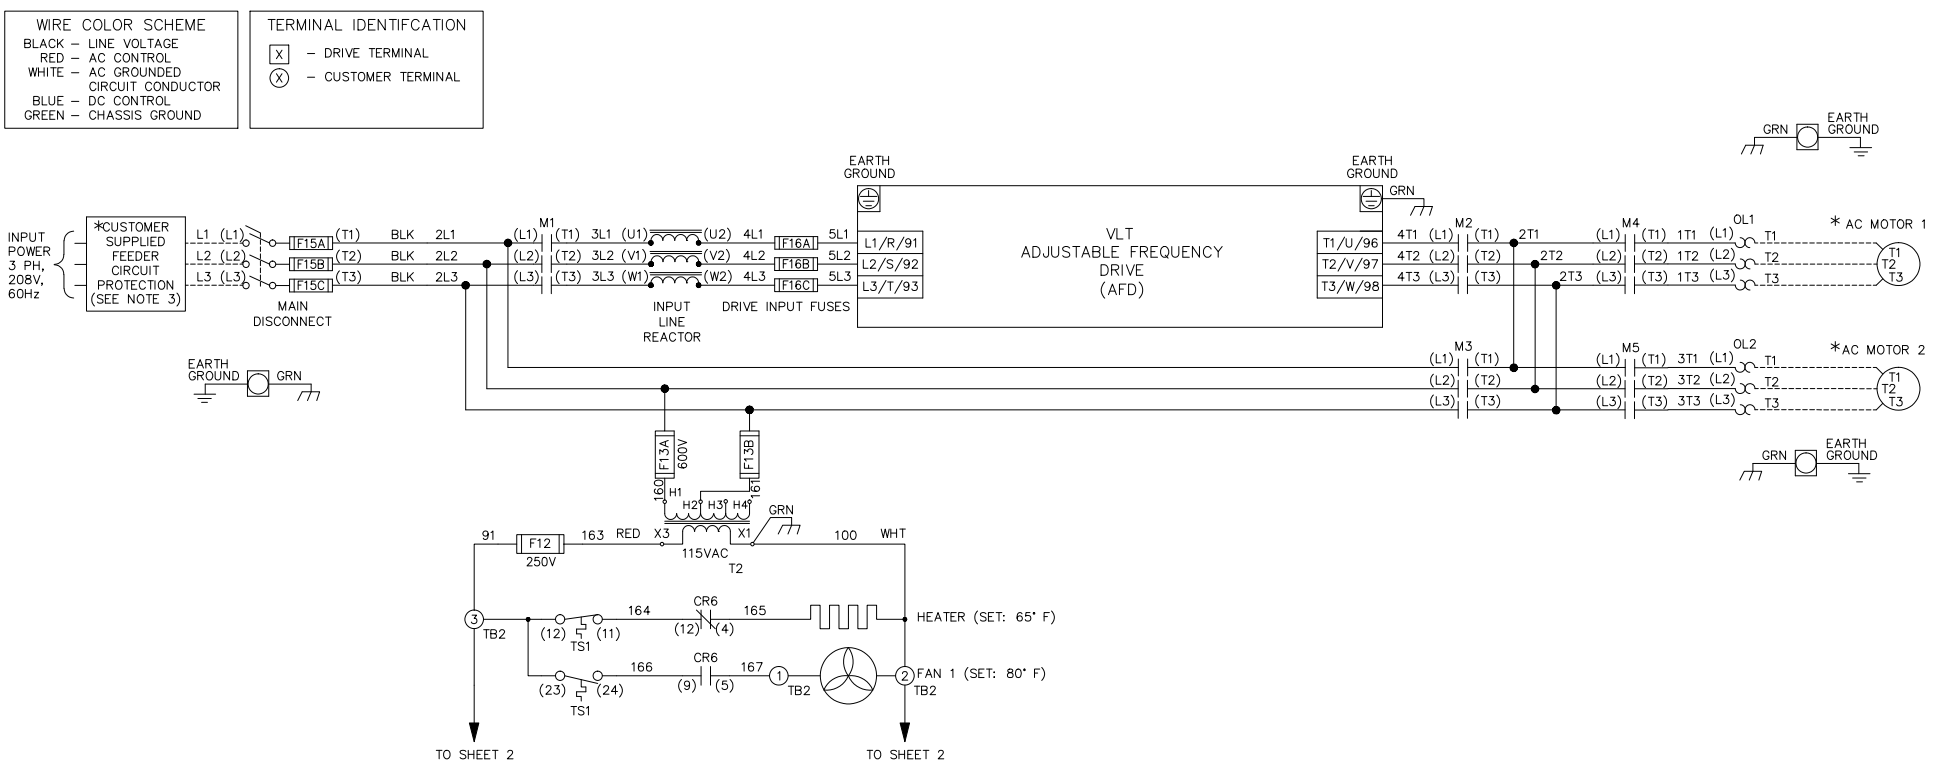 WIRE COLOR SCHEME
BLACK – LINE VOLTAGE
RED – AC CONTROL
WHITE – AC GROUNDED
CIRCUIT CONDUCTOR
BLUE – DC CONTROL
GREEN – CHASSIS GROUND
TERMINAL IDENTIFCATION
X – DRIVE TERMINAL
X – CUSTOMER TERMINAL
EARTH
GRN GROUND
EARTH
GROUND
EARTH
GROUND
GRN
INPUT
POWER
3 PH,
208V,
60Hz
*CUSTOMER
SUPPLIED
FEEDER
CIRCUIT
PROTECTION
(SEE NOTE 3)
L1 (L1) F15A (T1) BLK 2L1 (L1) M1 (T1) 3L1 (U1) (U2) 4L1 F16A 5L1 L1/R/91
L2 (L2) F15B (T2) BLK 2L2 (L2) (T2) 3L2 (V1) (V2) 4L2 F16B 5L2 L2/S/92
L3 (L3) F15C (T3) BLK 2L3 (L3) (T3) 3L3 (W1) (W2) 4L3 F16C 5L3 L3/T/93
MAIN
DISCONNECT
INPUT
LINE
REACTOR
DRIVE INPUT FUSES
VLT
ADJUSTABLE FREQUENCY
DRIVE
(AFD)
M2 M4 OL1 * AC MOTOR 1
T1/U/96 4T1 (L1) (T1) 2T1 (L1) (T1) 1T1 (L1) T1 T1
T2/V/97 4T2 (L2) (T2) 2T2 (L2) (T2) 1T2 (L2) T2 T2
T3/W/98 4T3 (L3) (T3) 2T3 (L3) (T3) 1T3 (L3) T3 T3
EARTH
GROUND GRN
M3 M5 OL2 *AC MOTOR 2
(L1) (T1) (L1) (T1) 3T1 (L1) T1 T1
(L2) (T2) (L2) (T2) 3T2 (L2) T2 T2
(L3) (T3) (L3) (T3) 3T3 (L3) T3 T3
EARTH
GRN GROUND
F13A
600V
F13B
160
161
H1 H2 H3 H4
GRN
91 F12 163 RED X3 X1 100 WHT
250V
115VAC
T2
3
TB2
164 CR6 165
(12) (11) (12) (4)
TS1
HEATER (SET: 65° F)
166 CR6 167 1 2 FAN 1 (SET: 80° F)
(23) (24) (9) (5) TB2 TB2
TS1
TO SHEET 2
TO SHEET 2